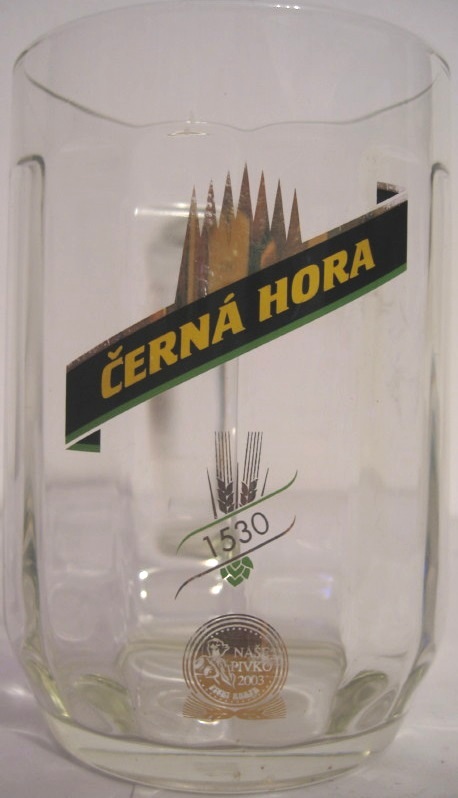 ČERNÁ HORA
1530
NAŠE
PIVKO
2003